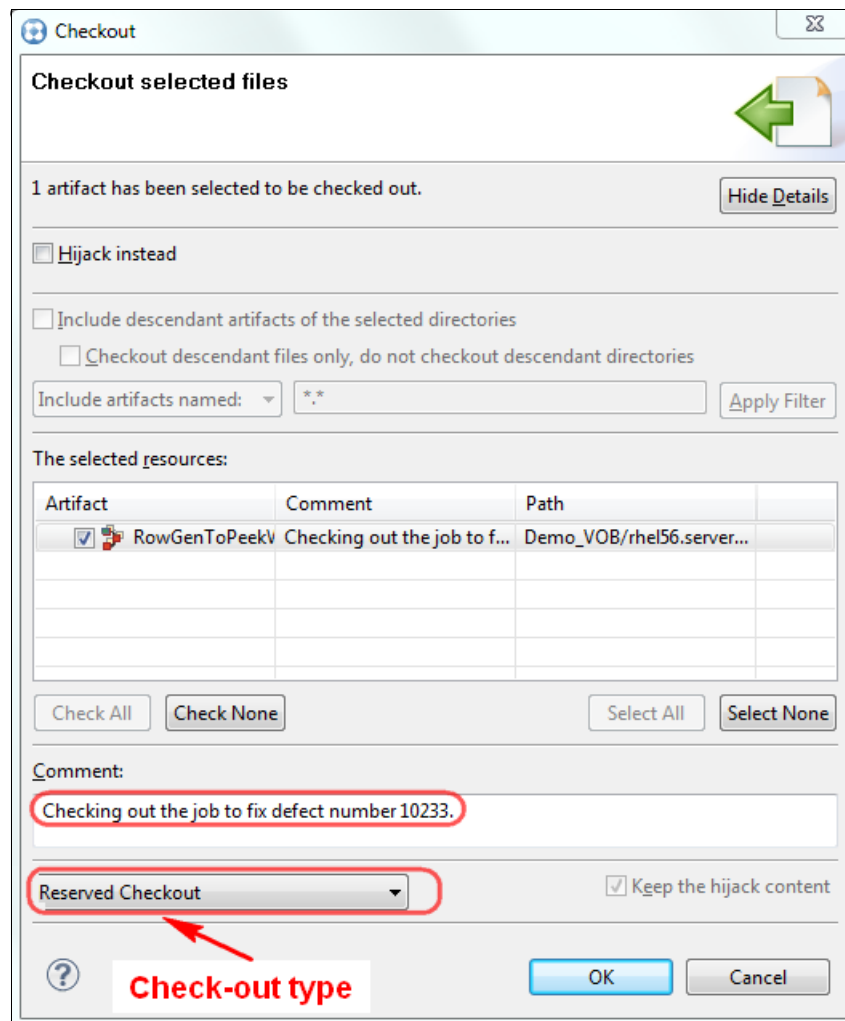 Checkout
Checkout selected files
1 artifact has been selected to be checked out.
Hide Details
Hijack instead
Include descendant artifacts of the selected directories
Checkout descendant files only, do not checkout descendant directories
Include artifacts named: *.* Apply Filter
The selected resources:
Artifact Comment Path
RowGenToPeekV Checking out the job to f... Demo_VOB/rhel56.server...
Check All Check None Select All Select None
Comment:
Checking out the job to fix defect number 10233.
Reserved Checkout Keep the hijack content
Check-out type
? OK Cancel